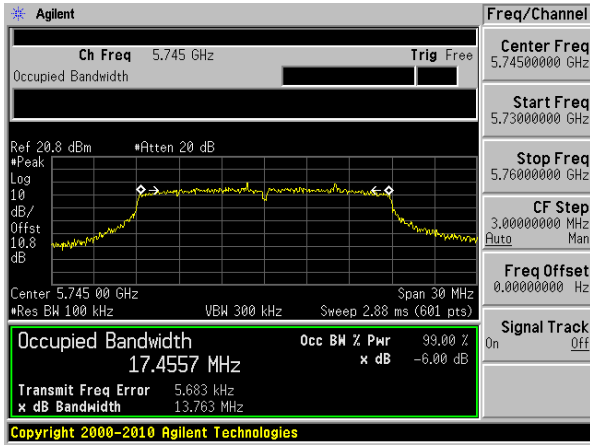 Agilent
Freq/Channel
Ch Freq 5.745 GHz Trig Free
Occupied Bandwidth
Center Freq
5.74500000 GHz
Start Freq
5.73000000 GHz
Stop Freq
5.76000000 GHz
CF Step
3.00000000 MHz
Auto Man
Freq Offset
0.00000000 Hz
Signal Track
On Off
Ref 20.8 dBm #Atten 20 dB
#Peak
Log
10
dB/
Offst
10.8
dB
Center 5.745 00 GHz Span 30 MHz
#Res BW 100 kHz VBW 300 kHz Sweep 2.88 ms (601 pts)
Occupied Bandwidth Occ BW % Pwr 99.00 %
17.4557 MHz x dB -6.00 dB
Transmit Freq Error 5.683 kHz
x dB Bandwidth 13.763 MHz
Copyright 2000-2010 Agilent Technologies